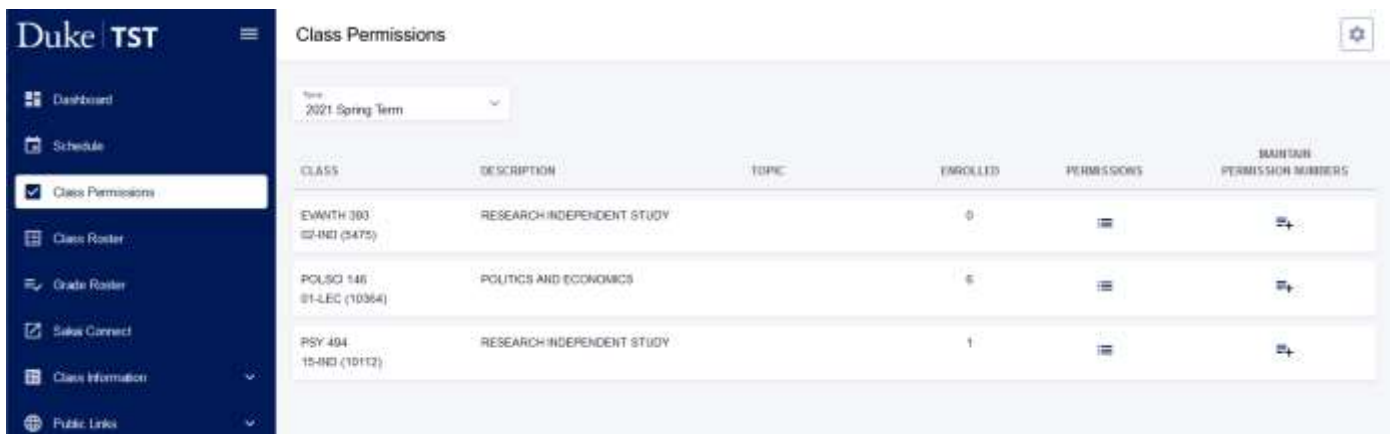 Duke TST
Class Permissions
Dashboard
Schedule
Class Permissions
Class Roster
Grade Roster
Sakai Connect
Class Information
Public Links
Term
2021 Spring Term
CLASS DESCRIPTION TOPIC ENROLLED PERMISSIONS MAINTAIN
PERMISSION NUMBERS
EVANTH 393 RESEARCH INDEPENDENT STUDY 0
02-IND (5475)
POLSCI 146 POLITICS AND ECONOMICS 6
01-LEC (10364)
PSY 494 RESEARCH INDEPENDENT STUDY 1
15-IND (10112)